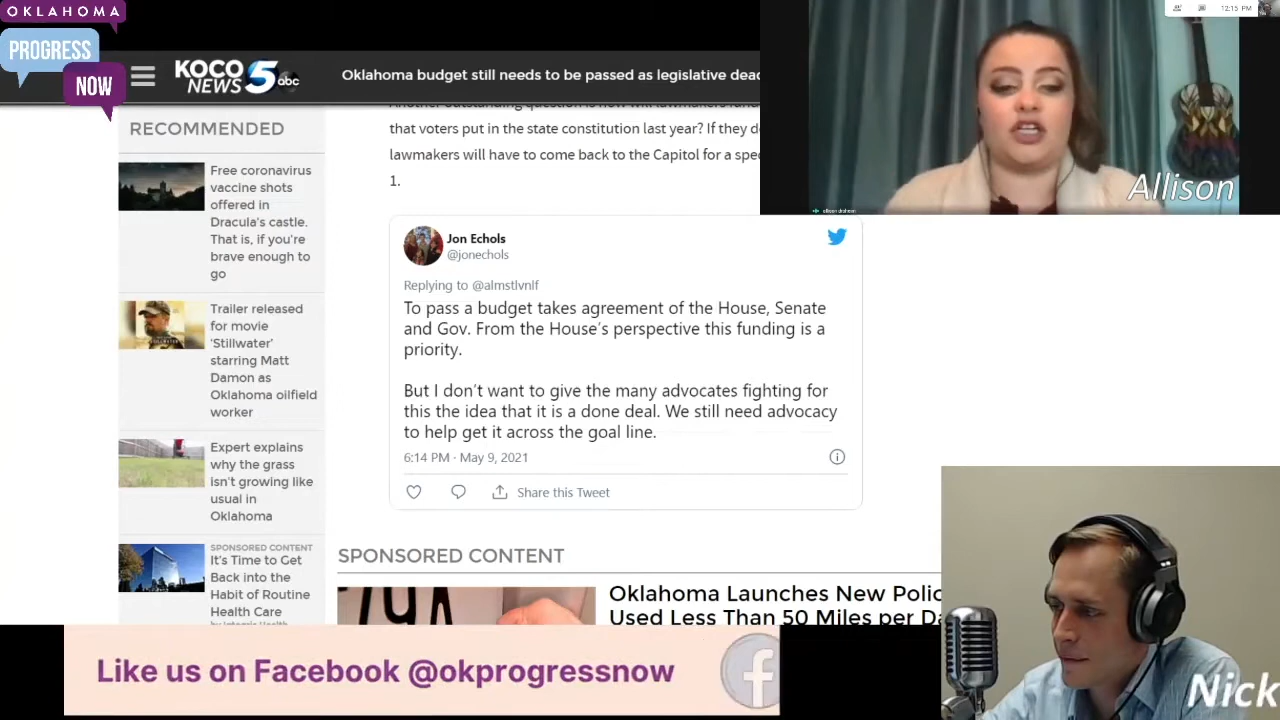 OKLAHOMA
PROGRESS
NOW
KOCO
NEWS 5 abc
Oklahoma budget still needs to be passed as legislative dead
12:15 PM
Allison
RECOMMENDED
Free coronavirus
vaccine shots
offered in
Dracula's castle.
That is, if you're
brave enough to
go
Trailer released
for movie
'Stillwater'
starring Matt
Damon as
Oklahoma oilfield
worker
Expert explains
why the grass
isn't growing like
usual in
Oklahoma
SPONSORED CONTENT
It's Time to Get
Back into the
Habit of Routine
Health Care
that voters put in the state constitution last year? If they d
lawmakers will have to come back to the Capitol for a spe
1.
Jon Echols
@jonechols
Replying to @almstlvnlf
To pass a budget takes agreement of the House, Senate
and Gov. From the House's perspective this funding is a
priority.
But I don't want to give the many advocates fighting for
this the idea that it is a done deal. We still need advocacy
to help get it across the goal line.
6:14 PM · May 9, 2021
Share this Tweet
SPONSORED CONTENT
Oklahoma Launches New Polic
Used Less Than 50 Miles per Da
Like us on Facebook @okprogressnow
Nick